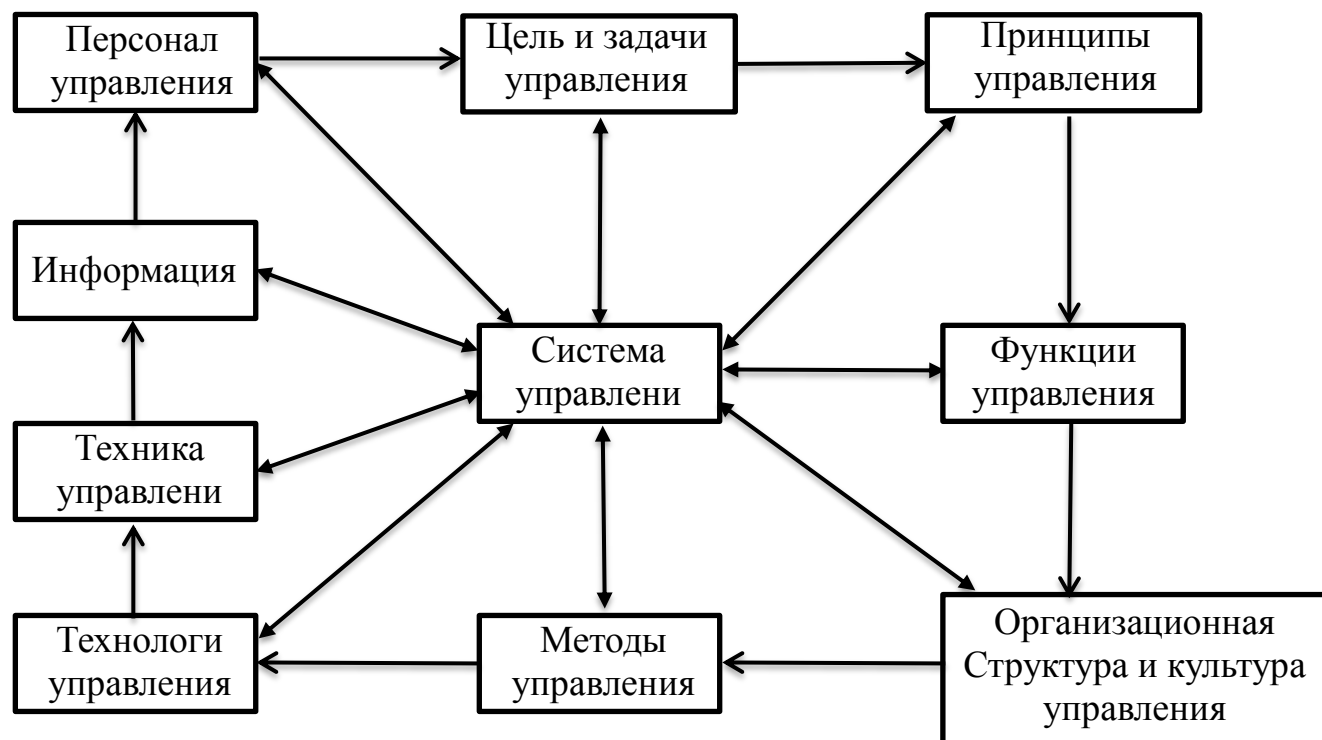 Персонал
управления
Цель и задачи
управления
Принципы
управления
Информация
Система
управлени
Функции
управления
Техника
управлени
Технологи
управления
Методы
управления
Организационная
Структура и культура
управления